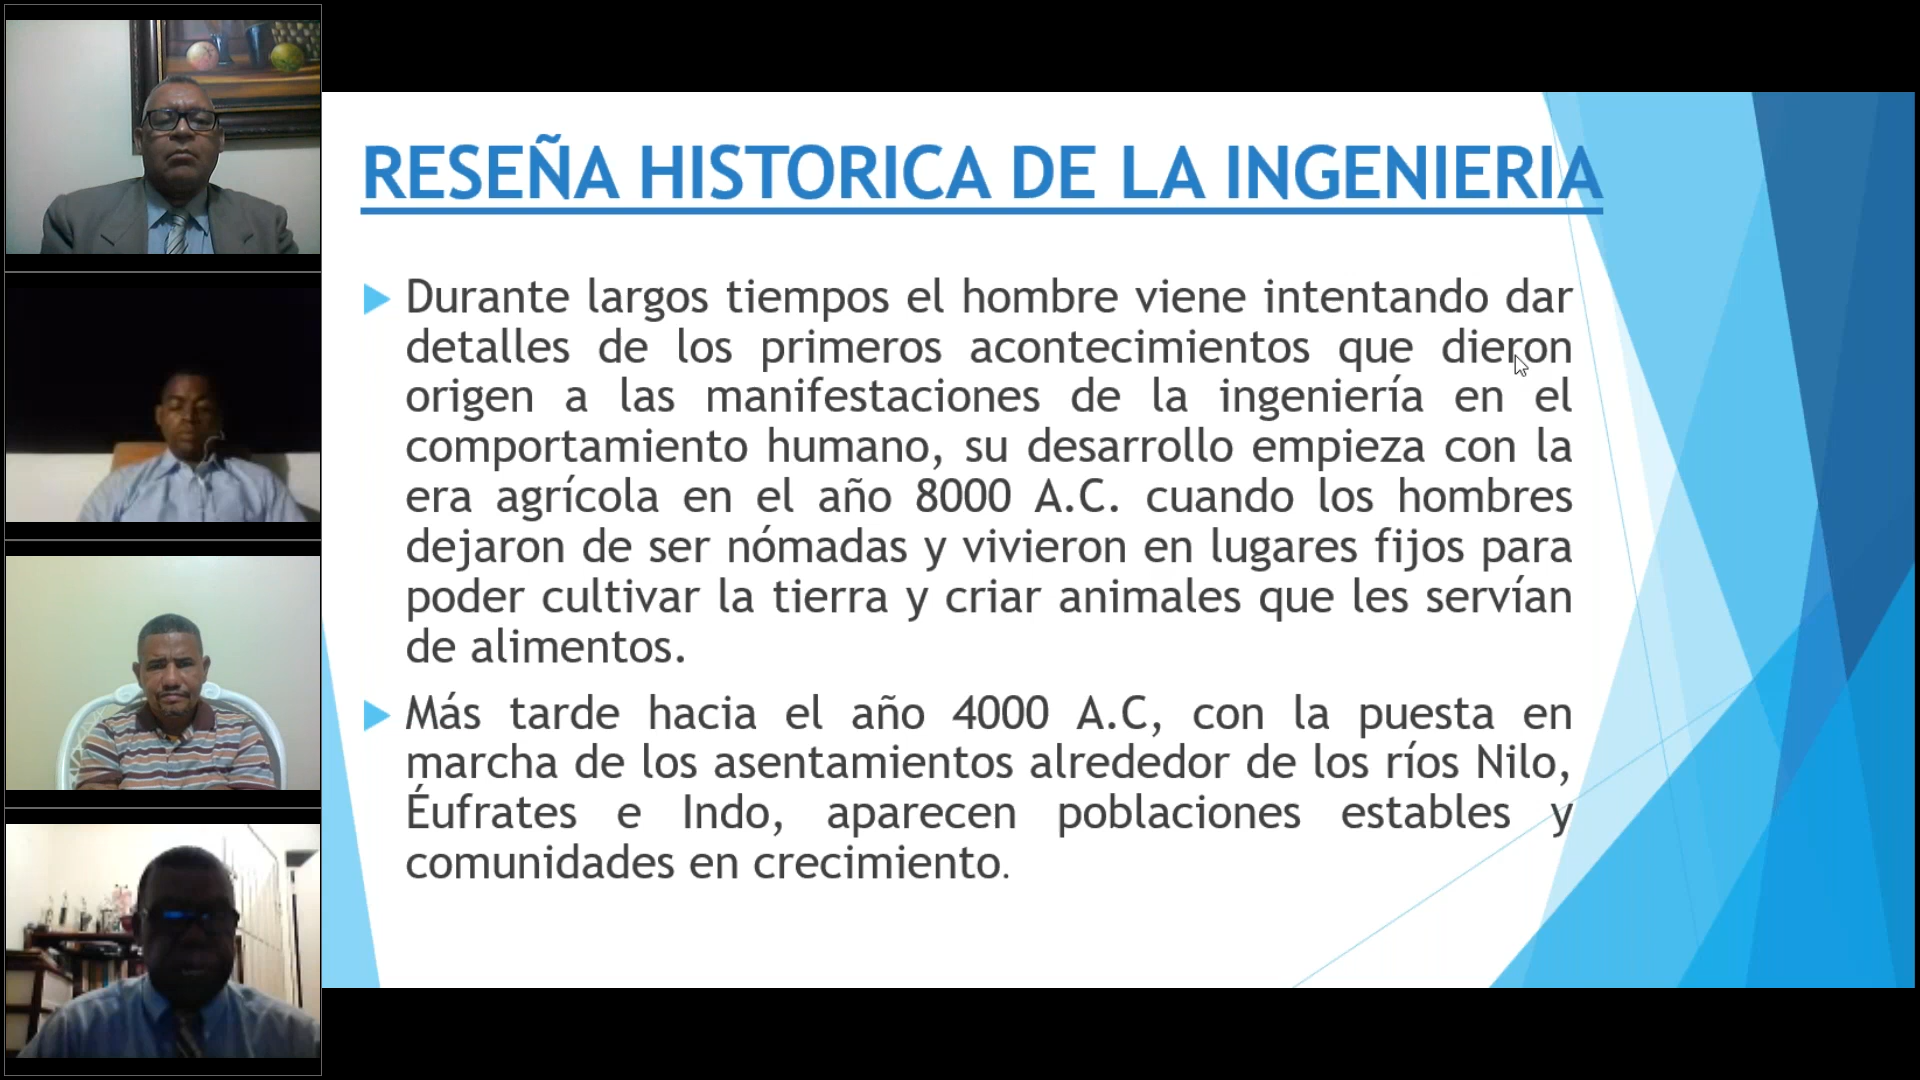 RESEÑA HISTORICA DE LA INGENIERIA
Durante largos tiempos el hombre viene intentando dar
detalles de los primeros acontecimientos que dieron
origen a las manifestaciones de la ingeniería en el
comportamiento humano, su desarrollo empieza con la
era agrícola en el año 8000 A.C. cuando los hombres
dejaron de ser nómadas y vivieron en lugares fijos para
poder cultivar la tierra y criar animales que les servían
de alimentos.
Más tarde hacia el año 4000 A.C, con la puesta en
marcha de los asentamientos alrededor de los ríos Nilo,
Éufrates e Indo, aparecen poblaciones estables y
comunidades en crecimiento.